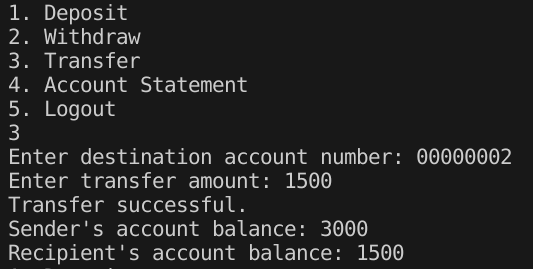 1. Deposit
2. Withdraw
3. Transfer
4. Account Statement
5. Logout
3
Enter destination account number: 00000002
Enter transfer amount: 1500
Transfer successful.
Sender's account balance: 3000
Recipient's account balance: 1500